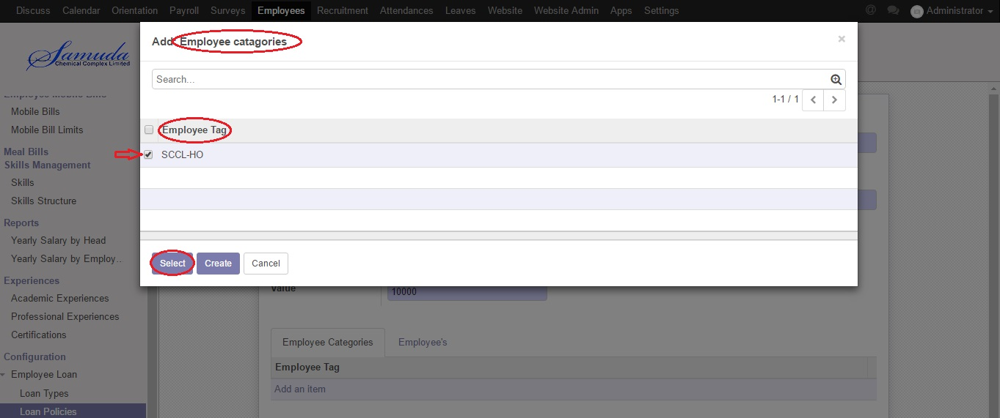 Discuss Calendar Orientation Payroll Surveys Employees Recruitment Attendances Leaves Website Website Admin Apps Settings @ Administrator
Samuda
Chemical Complex Limited
Employee Mobile Bills
Mobile Bills
Mobile Bill Limits
Meal Bills
Skills Management
Skills
Skills Structure
Reports
Yearly Salary by Head
Yearly Salary by Employ..
Experiences
Academic Experiences
Professional Experiences
Certifications
Configuration
Employee Loan
Loan Types
Loan Policies
Add: Employee catagories
×
Search...
1-1 / 1
Employee Tag
SCCL-HO
Select Create Cancel
Value 10000
Employee Categories Employee's
Employee Tag
Add an item